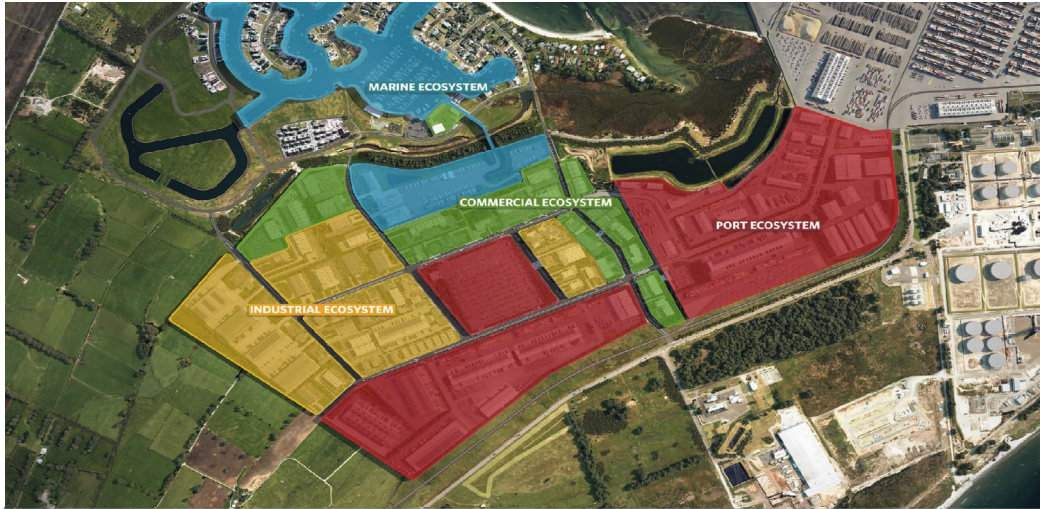 MARINE ECOSYSTEM
COMMERCIAL ECOSYSTEM
PORT ECOSYSTEM
INDUSTRIAL ECOSYSTEM